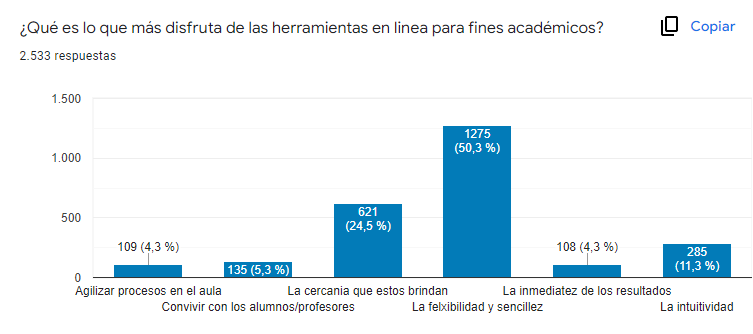 ¿Qué es lo que más disfruta de las herramientas en linea para fines académicos?
Copiar
2.533 respuestas
1.500
1.000
500
0
109 (4,3 %)
135 (5,3 %)
621
(24,5 %)
1275
(50,3 %)
108 (4,3 %)
285
(11,3 %)
Agilizar procesos en el aula
Convivir con los alumnos/profesores
La cercania que estos brindan
La felxibilidad y sencillez
La inmediatez de los resultados
La intuitividad